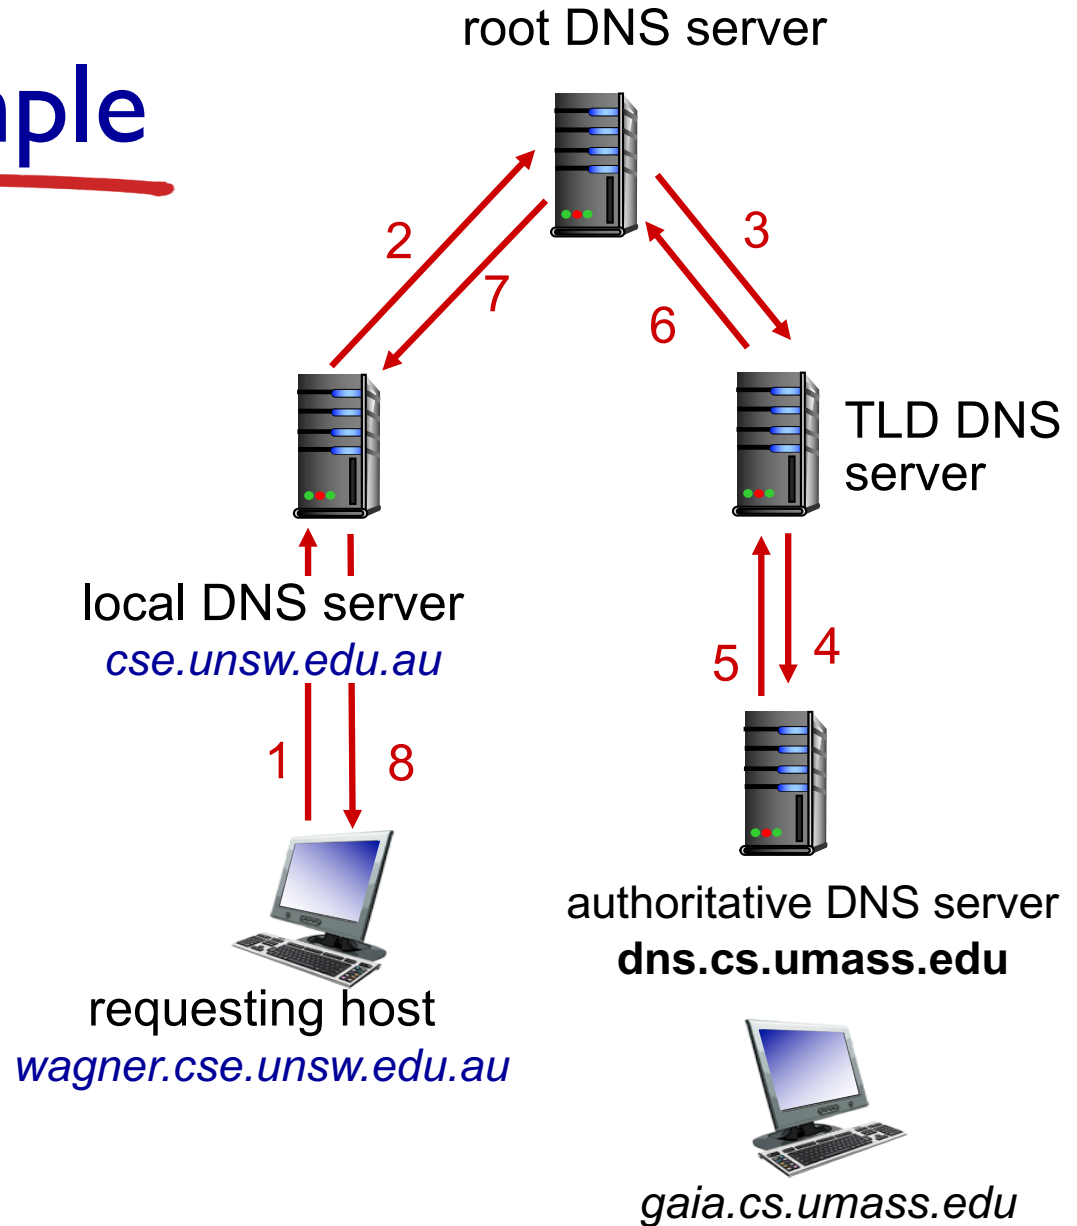 root DNS server
mple
2
3
7
6
TLD DNS
server
local DNS server
cse.unsw.edu.au
5
4
1
8
authoritative DNS server
dns.cs.umass.edu
requesting host
wagner.cse.unsw.edu.au
gaia.cs.umass.edu